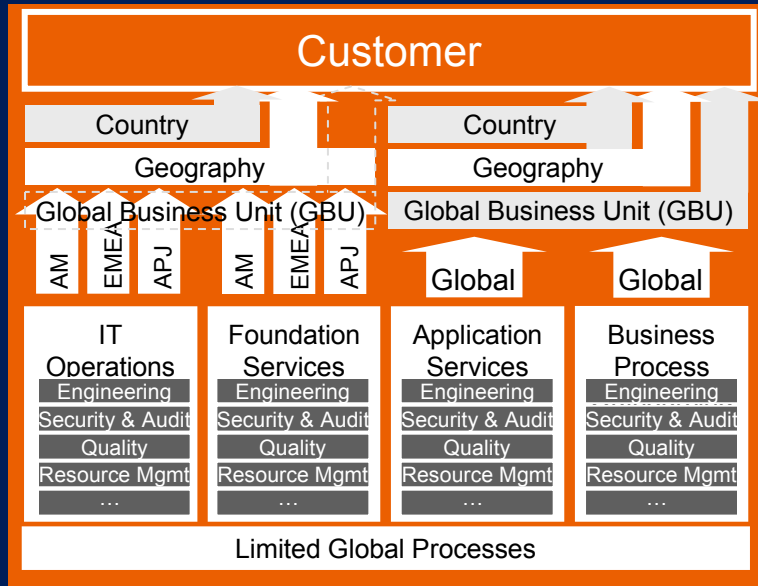 Customer
Country
Country
Geography
Geography
Global Business Unit (GBU)
Global Business Unit (GBU)
AM
EMEA
APJ
AM
EMEA
APJ
Global
Global
IT
Operations
Engineering
Security & Audit
Quality
Resource Mgmt
…
Foundation
Services
Engineering
Security & Audit
Quality
Resource Mgmt
…
Application
Services
Engineering
Security & Audit
Quality
Resource Mgmt
…
Business
Process
Engineering
Security & Audit
Quality
Resource Mgmt
…
Limited Global Processes